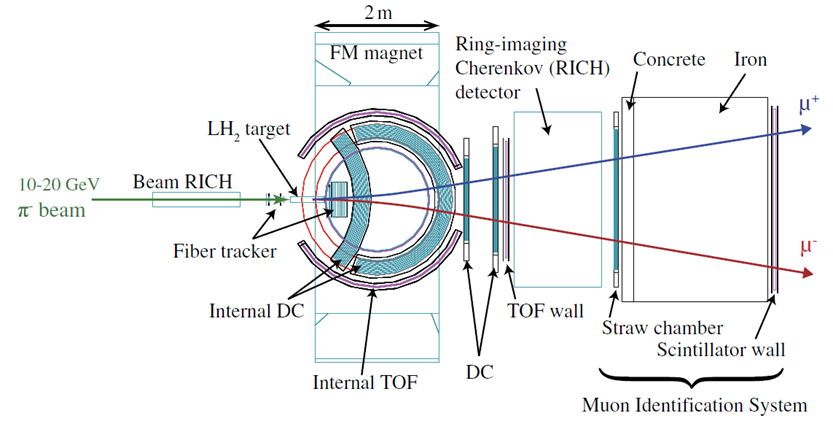 2 m
FM magnet
Ring-imaging
Cherenkov (RICH)
detector
Concrete
Iron
μ+
LH2 target
10-20 GeV
π- beam
Beam RICH
Fiber tracker
μ-
Internal DC
TOF wall
Straw chamber
Scintillator wall
Internal TOF
DC
Muon Identification System